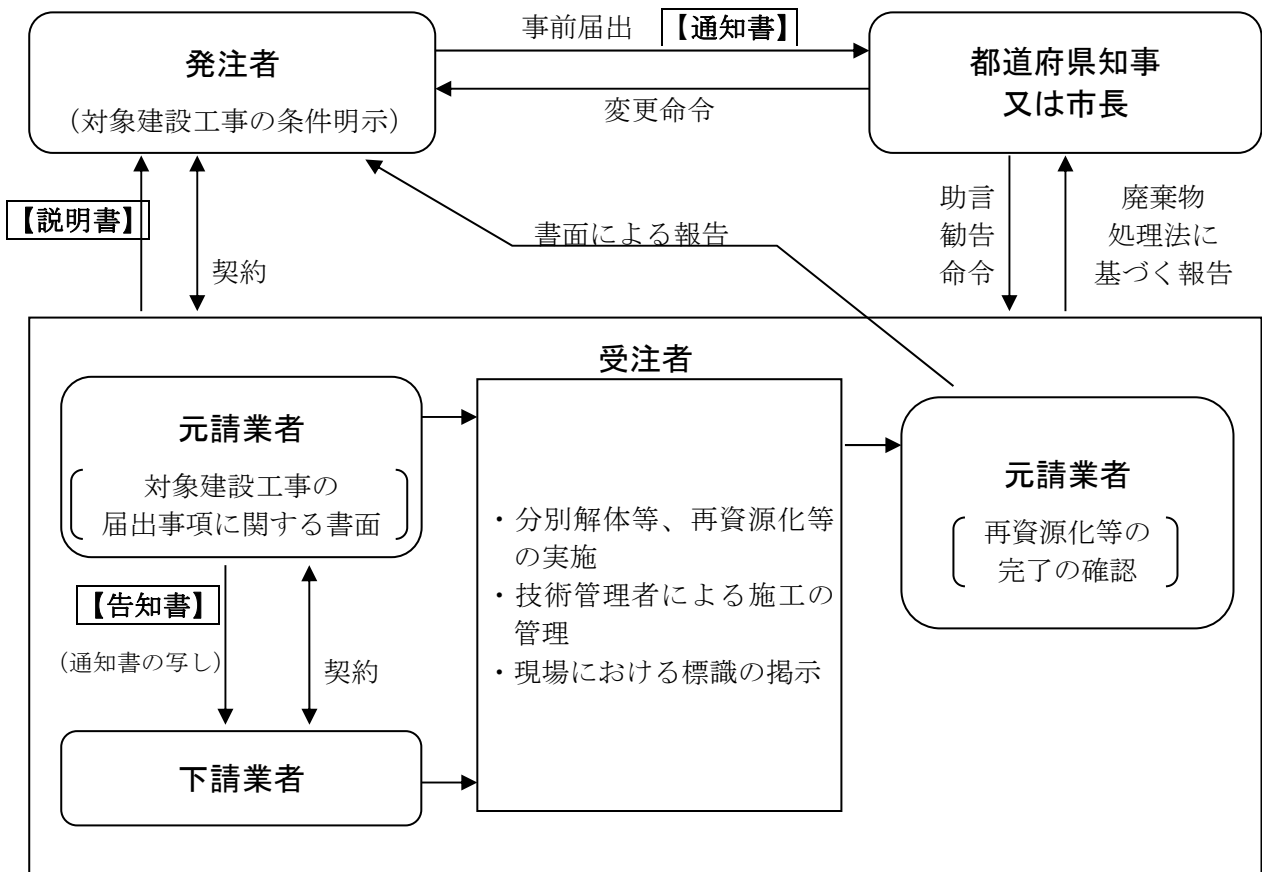 事前届出 【通知書】
発注者
(対象建設工事の条件明示)
都道府県知事
又は市長
変更命令
【説明書】
契約
書面による報告
助言
勧告
命令
廃棄物
処理法に
基づく報告
受注者
元請業者
対象建設工事の
届出事項に関する書面
【告知書】
(通知書の写し)
契約
下請業者
・分別解体等、再資源化等
の実施
・技術管理者による施工の
管理
・現場における標識の掲示
元請業者
再資源化等の
完了の確認